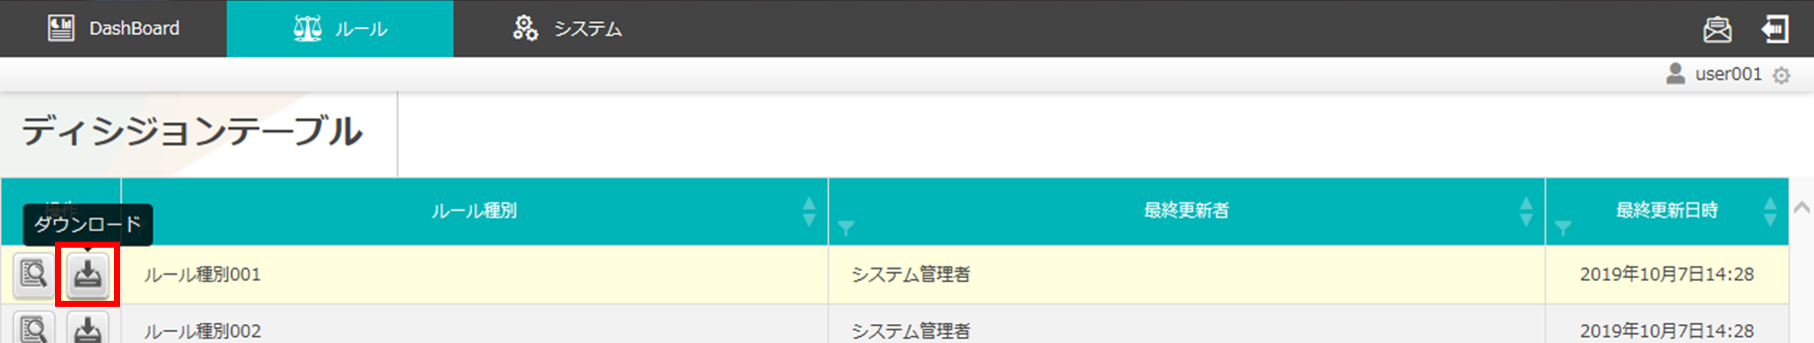 DashBoard ルール システム
user001
ディシジョンテーブル
ルール種別 最終更新者 最終更新日時
ダウンロード
ルール種別001 システム管理者 2019年10月7日14:28
ルール種別002 システム管理者 2019年10月7日14:28